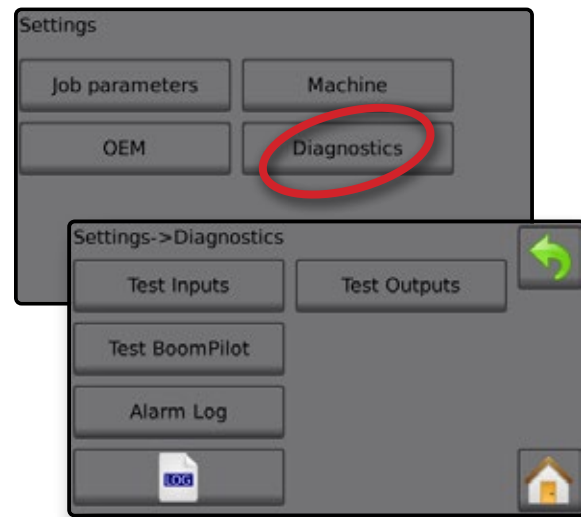 Settings
Job parameters Machine
OEM Diagnostics
Settings->Diagnostics
Test Inputs Test Outputs
Test BoomPilot
Alarm Log
LOG